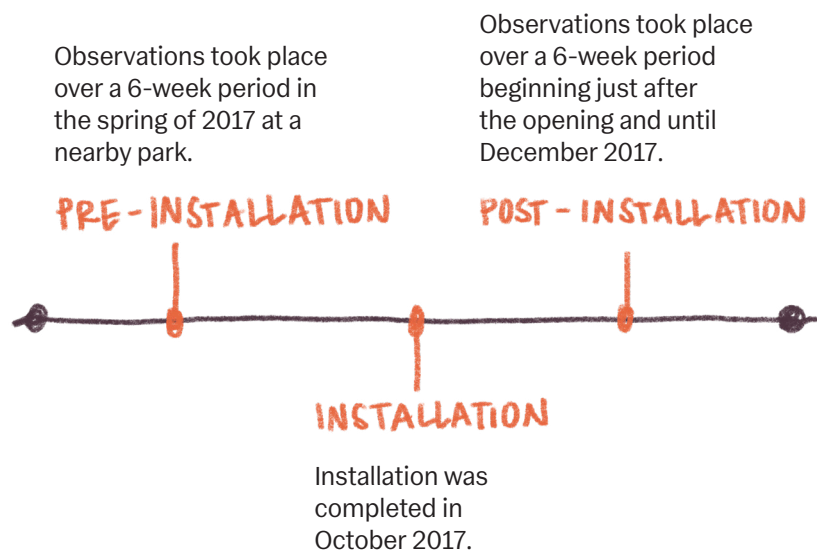 Observations took place
over a 6-week period in
the spring of 2017 at a
nearby park.
PRE-INSTALLATION
Observations took place
over a 6-week period
beginning just after
the opening and until
December 2017.
POST-INSTALLATION
INSTALLATION
Installation was
completed in
October 2017.